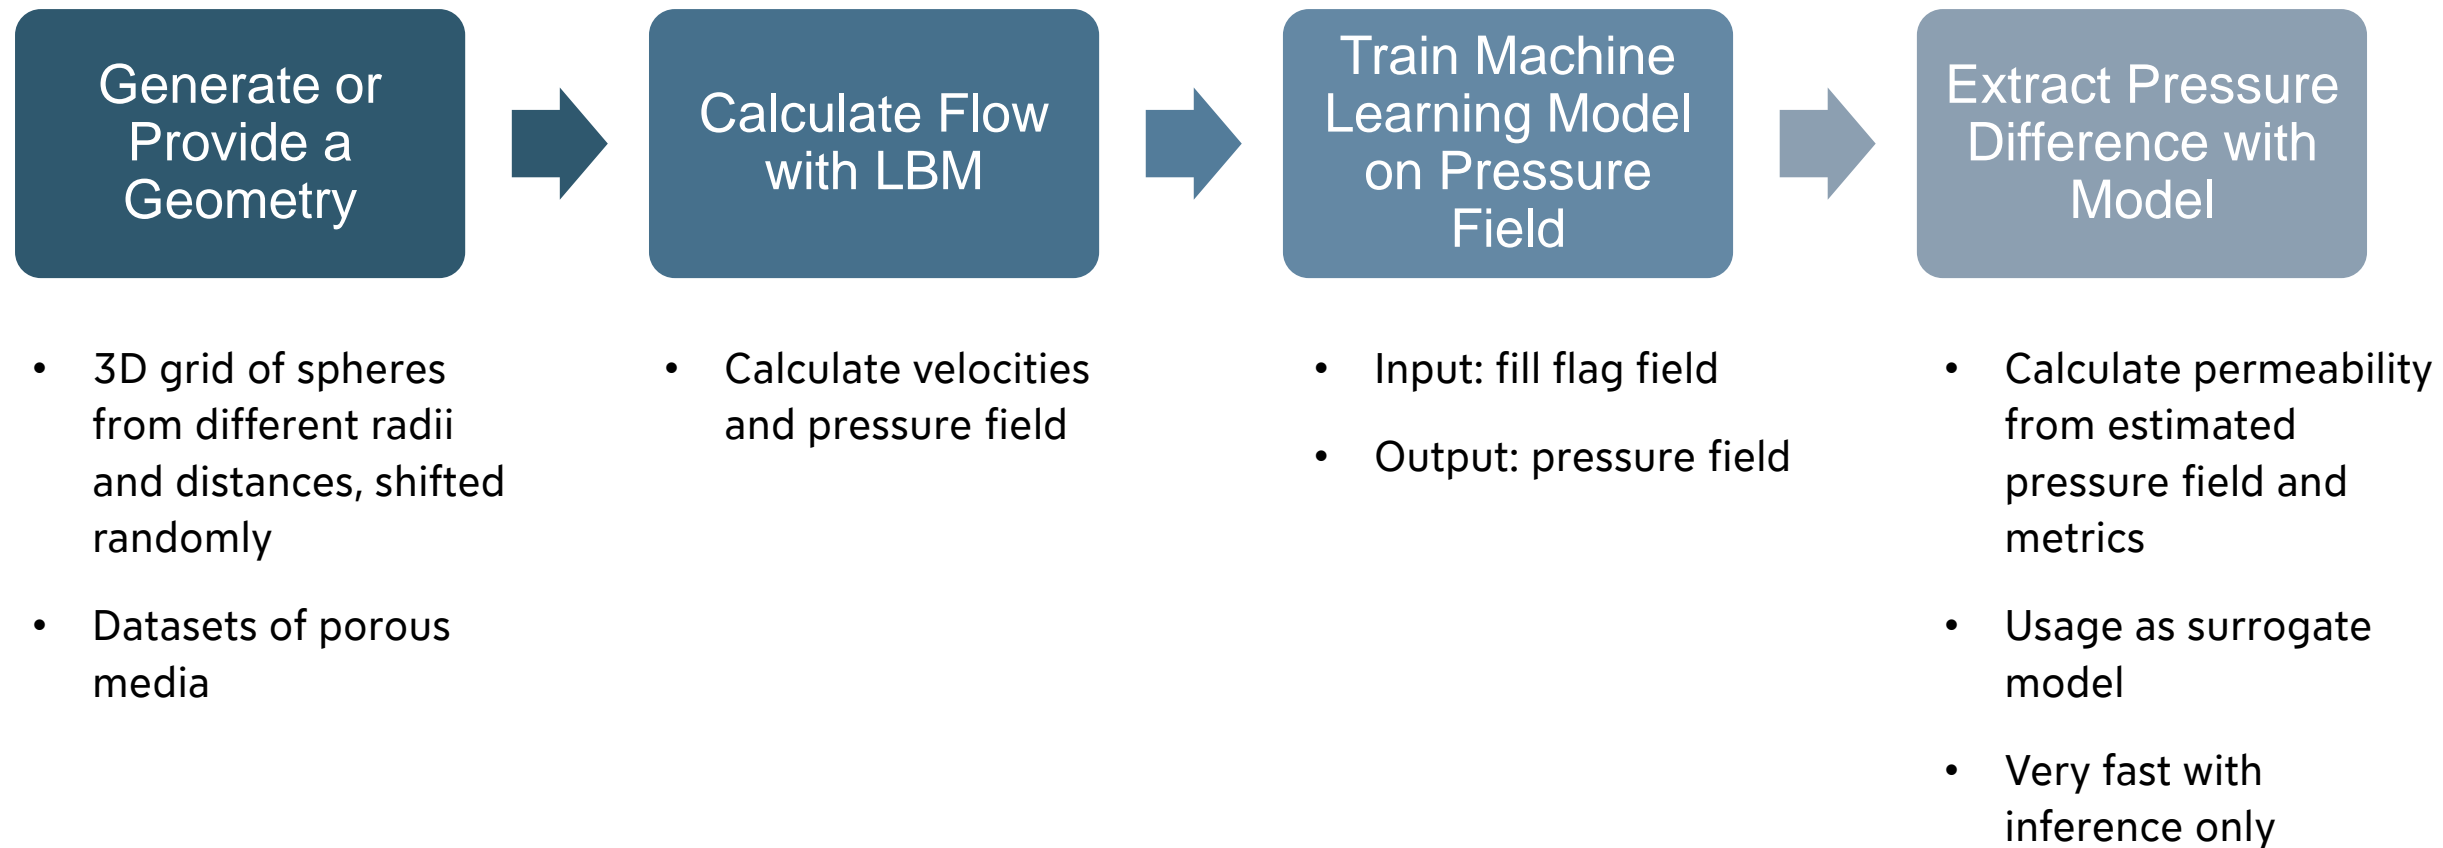 Generate or
Provide a
Geometry
Calculate Flow
with LBM
Train Machine
Learning Model
on Pressure
Field
Extract Pressure
Difference with
Model
• 3D grid of spheres
from different radii
and distances, shifted
randomly
• Datasets of porous
media
• Calculate velocities
and pressure field
• Input: fill flag field
• Output: pressure field
• Calculate permeability
from estimated
pressure field and
metrics
• Usage as surrogate
model
• Very fast with
inference only